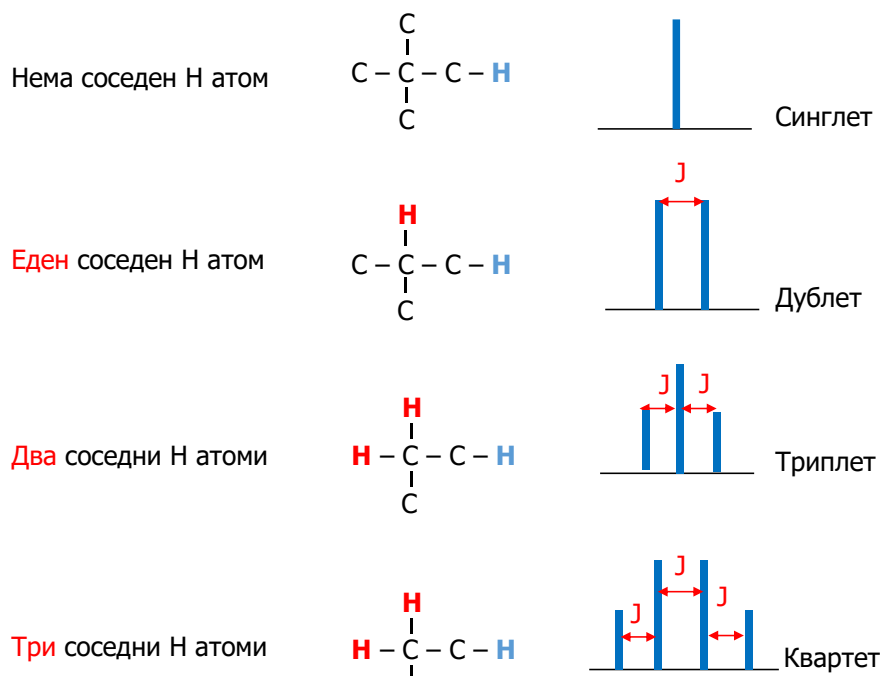 C
Нема соседен H атом C – C – C – H
C
Синглет
J
H
Еден соседен H атом C – C – C – H
C
Дублет
J J
H
Два соседни H атоми H – C – C – H
C
Триплет
J
J J
H
Три соседни H атоми H – C – C – H
Квартет